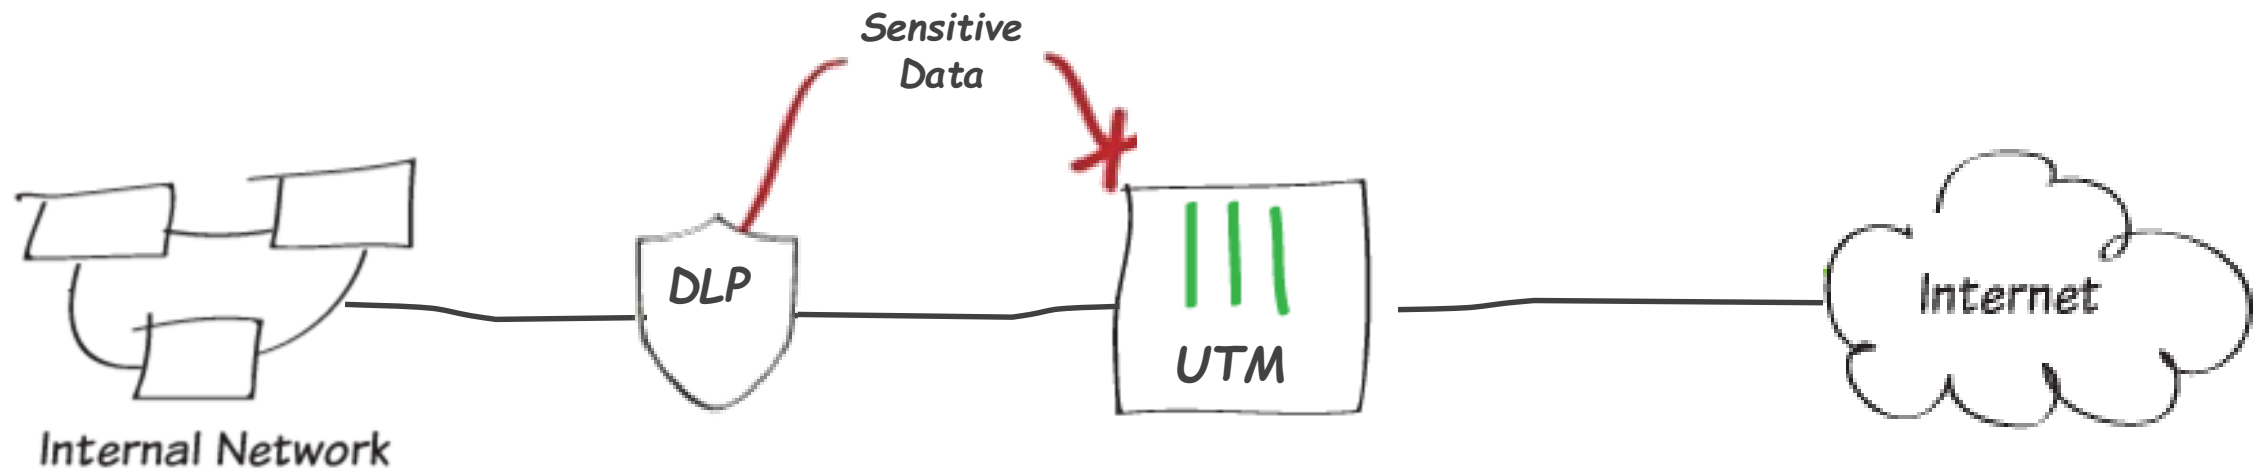 Sensitive
Data
DLP
UTM
Internet
Internal Network